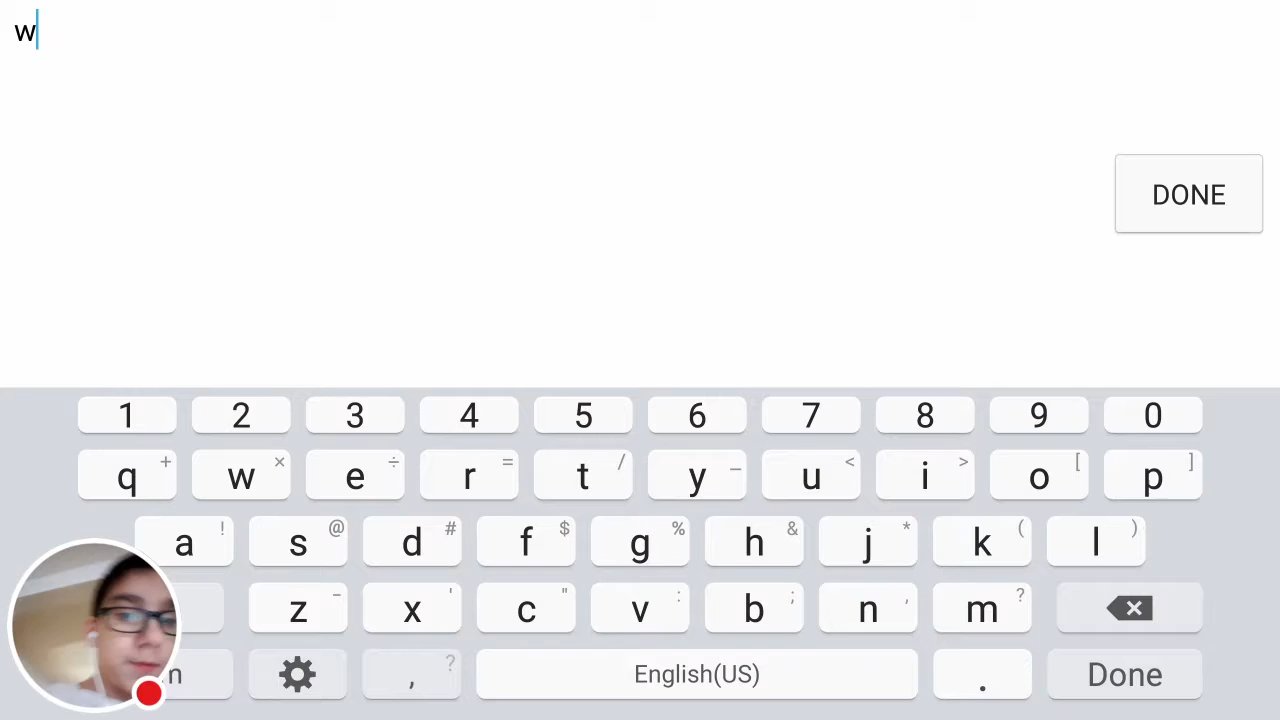 w
DONE
1 2 3 4 5 6 7 8 9 0
q + w × e ÷ r = t / y _ u < i > o [ p ]
a ! s @ d # f $ g % h & j * k ( l )
z - x ' c " v : b ; n , m ?
n , ? English(US) . Done